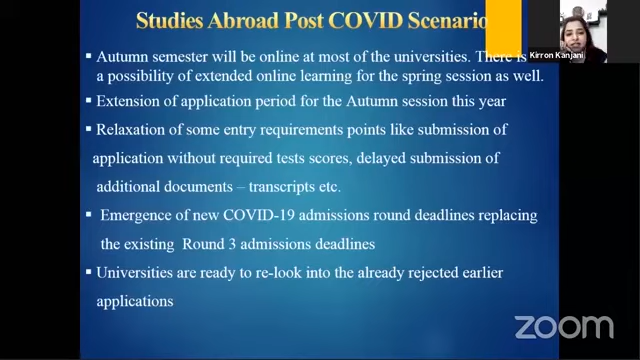 Studies Abroad Post COVID Scenario
Kirron Kanjani
▪ Autumn semester will be online at most of the universities. There is
a possibility of extended online learning for the spring session as well.
▪ Extension of application period for the Autumn session this year
▪ Relaxation of some entry requirements points like submission of
application without required tests scores, delayed submission of
additional documents – transcripts etc.
▪ Emergence of new COVID-19 admissions round deadlines replacing
the existing Round 3 admissions deadlines
▪ Universities are ready to re-look into the already rejected earlier
applications
zoom